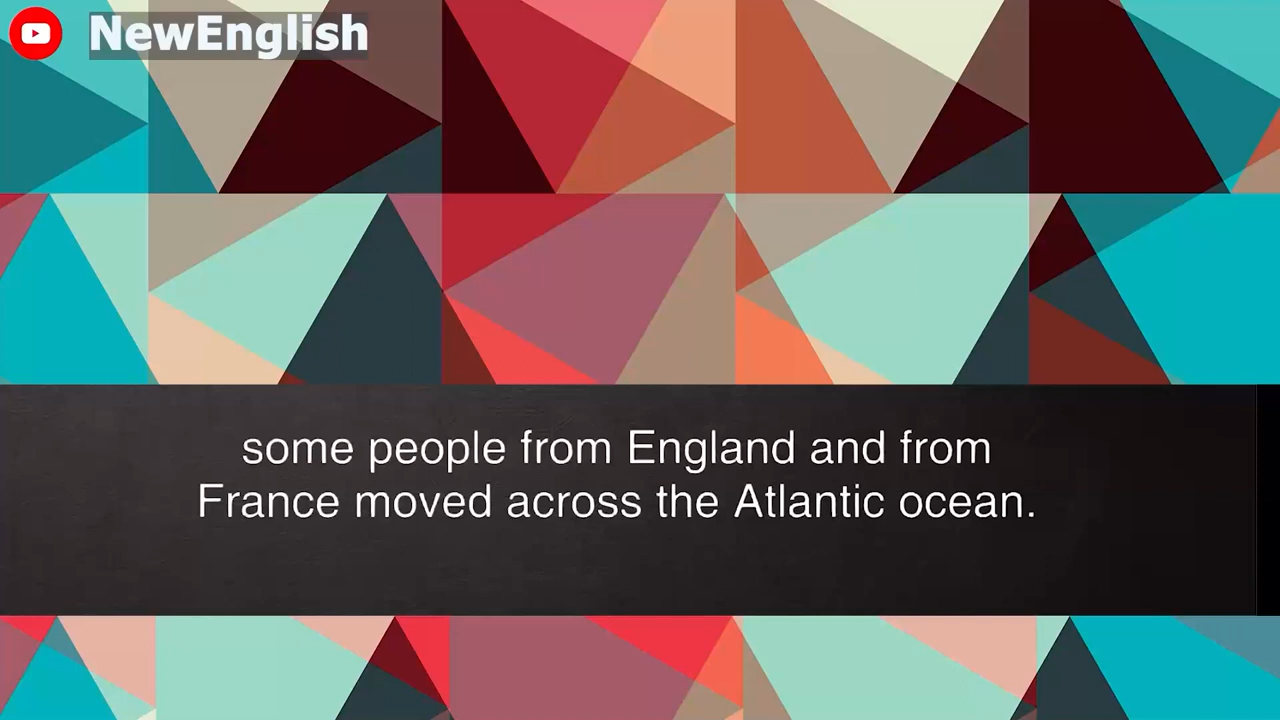 NewEnglish
some people from England and from
France moved across the Atlantic ocean.